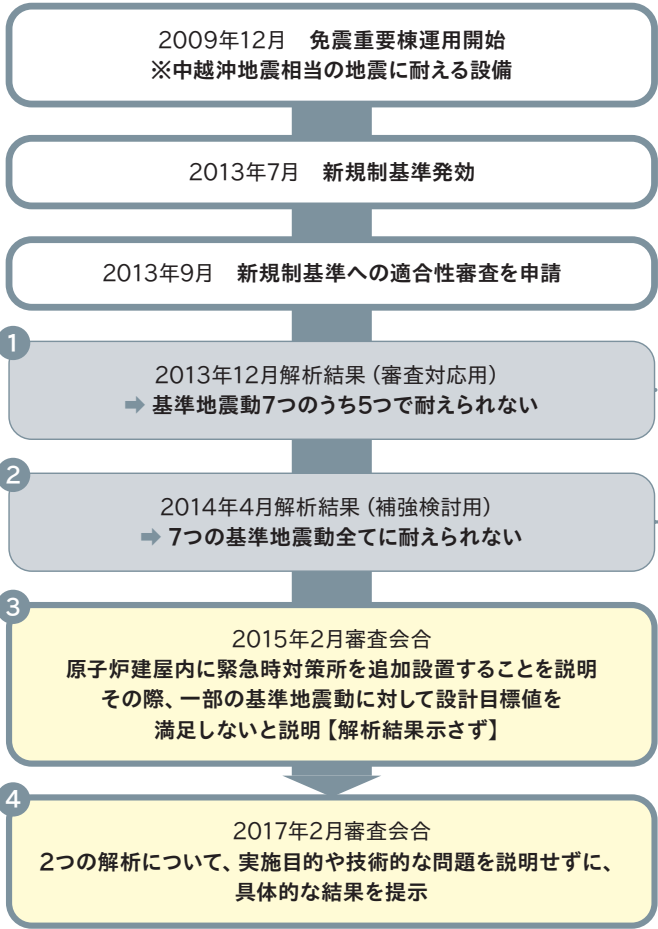 2009年12月　免震重要棟運用開始
※中越沖地震相当の地震に耐える設備
2013年7月　新規制基準発効
2013年9月　新規制基準への適合性審査を申請
1
2013年12月解析結果（審査対応用）
➡ 基準地震動7つのうち5つで耐えられない
2
2014年4月解析結果（補強検討用）
➡ 7つの基準地震動全てに耐えられない
3
2015年2月審査会合
原子炉建屋内に緊急時対策所を追加設置することを説明
その際、一部の基準地震動に対して設計目標値を
満足しないと説明【解析結果示さず】
4
2017年2月審査会合
2つの解析について、実施目的や技術的な問題を説明せずに、
具体的な結果を提示